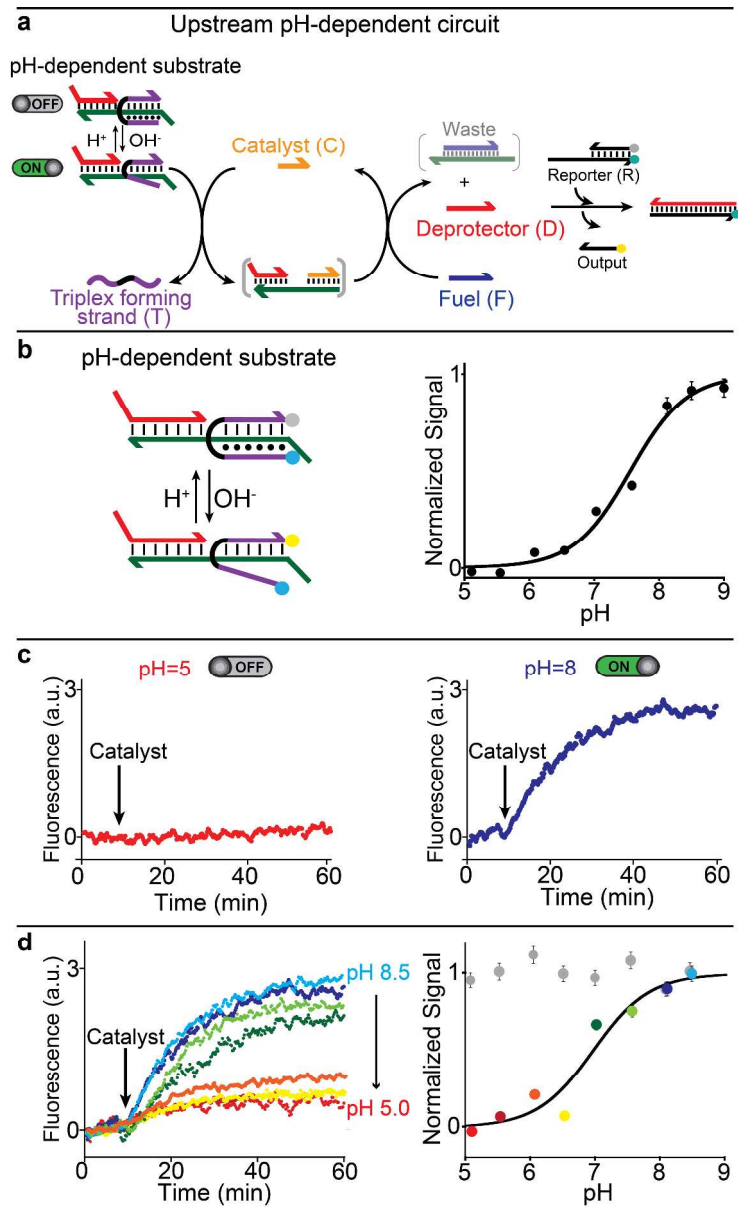 a
Upstream pH-dependent circuit
pH-dependent substrate
OFF
H⁺ OH⁻
ON
Catalyst (C)
Waste
+
Deprotector (D)
Reporter (R)
Output
Triplex forming
strand (T)
Fuel (F)
b
pH-dependent substrate
H⁺ OH⁻
Normalized Signal
1
0
5 6 7 8 9
pH
c
pH=5 OFF
Fluorescence (a.u.)
3
0
Catalyst
0 20 40 60
Time (min)
pH=8 ON
Fluorescence (a.u.)
3
0
Catalyst
0 20 40 60
Time (min)
d
Fluorescence (a.u.)
3
0
Catalyst
pH 8.5
pH 5.0
0 20 40 60
Time (min)
Normalized Signal
1
0
5 6 7 8 9
pH